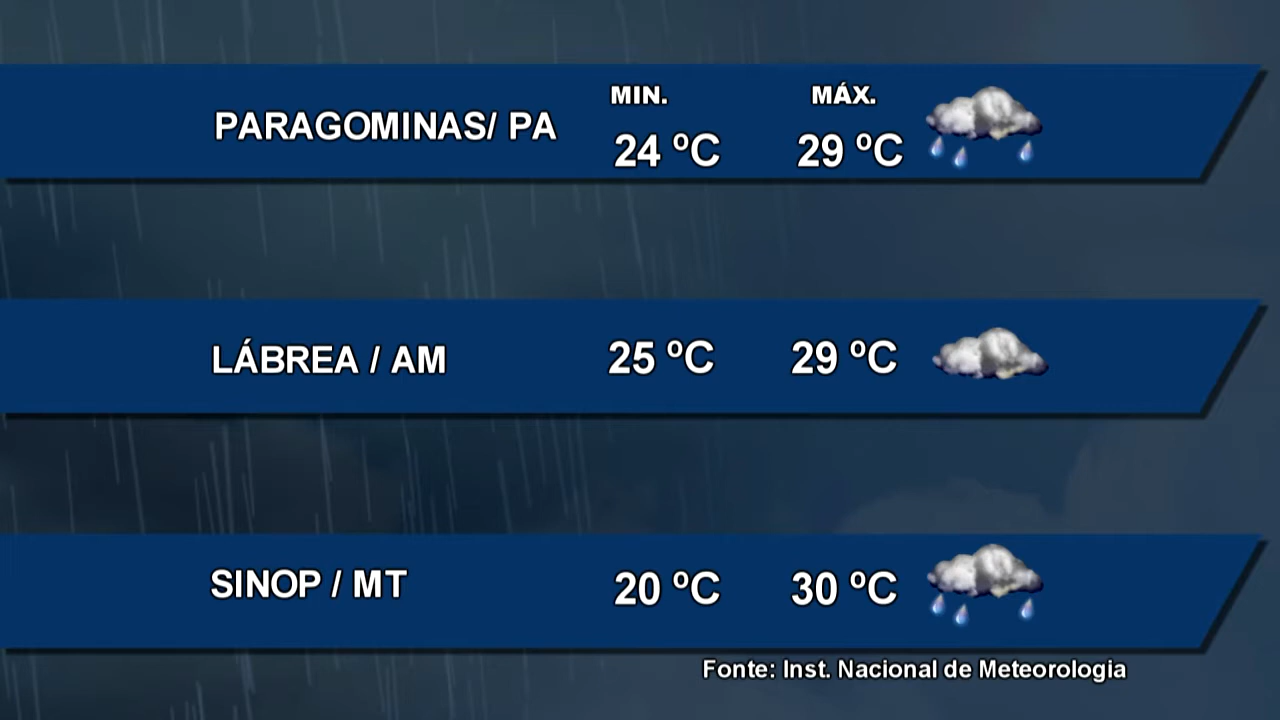 MIN. MÁX.
PARAGOMINAS/ PA 24 ºC 29 ºC
LÁBREA / AM 25 ºC 29 ºC
SINOP / MT 20 ºC 30 ºC
Fonte: Inst. Nacional de Meteorologia